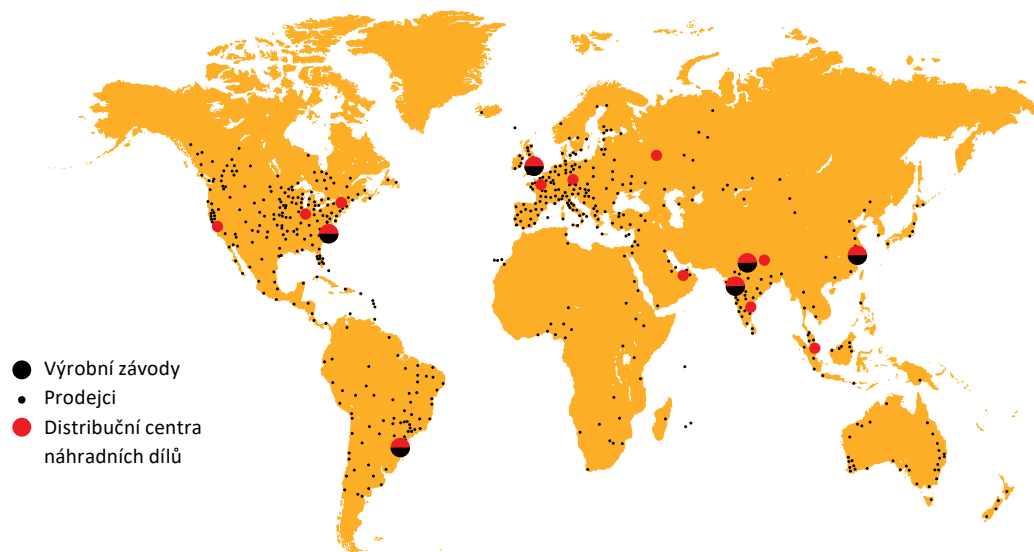 Výrobní závody
Prodejci
Distribuční centra
náhradních dílů